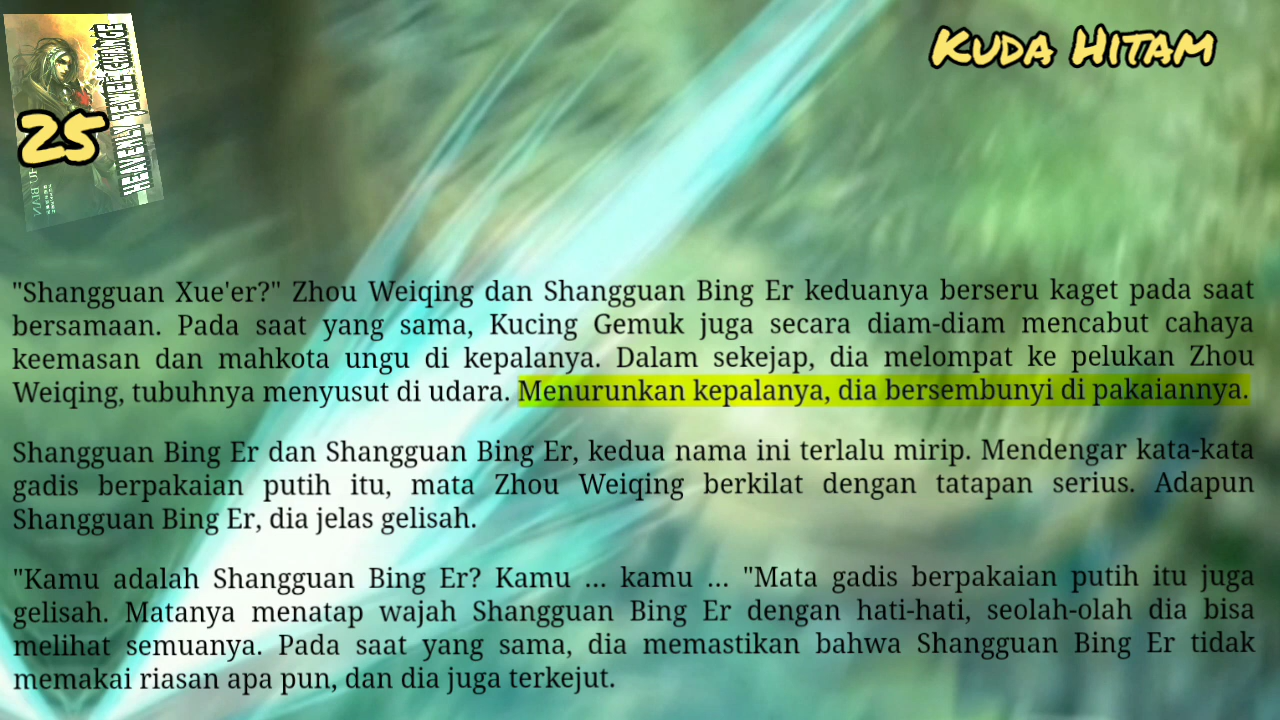 Kuda Hitam
HEAVENLY JEWEL CHANGE
25
"Shangguan Xue'er?" Zhou Weiqing dan Shangguan Bing Er keduanya berseru kaget pada saat
bersamaan. Pada saat yang sama, Kucing Gemuk juga secara diam-diam mencabut cahaya
keemasan dan mahkota ungu di kepalanya. Dalam sekejap, dia melompat ke pelukan Zhou
Weiqing, tubuhnya menyusut di udara. Menurunkan kepalanya, dia bersembunyi di pakaiannya.
Shangguan Bing Er dan Shangguan Bing Er, kedua nama ini terlalu mirip. Mendengar kata-kata
gadis berpakaian putih itu, mata Zhou Weiqing berkilat dengan tatapan serius. Adapun
Shangguan Bing Er, dia jelas gelisah.
"Kamu adalah Shangguan Bing Er? Kamu ... kamu ... "Mata gadis berpakaian putih itu juga
gelisah. Matanya menatap wajah Shangguan Bing Er dengan hati-hati, seolah-olah dia bisa
melihat semuanya. Pada saat yang sama, dia memastikan bahwa Shangguan Bing Er tidak
memakai riasan apa pun, dan dia juga terkejut.